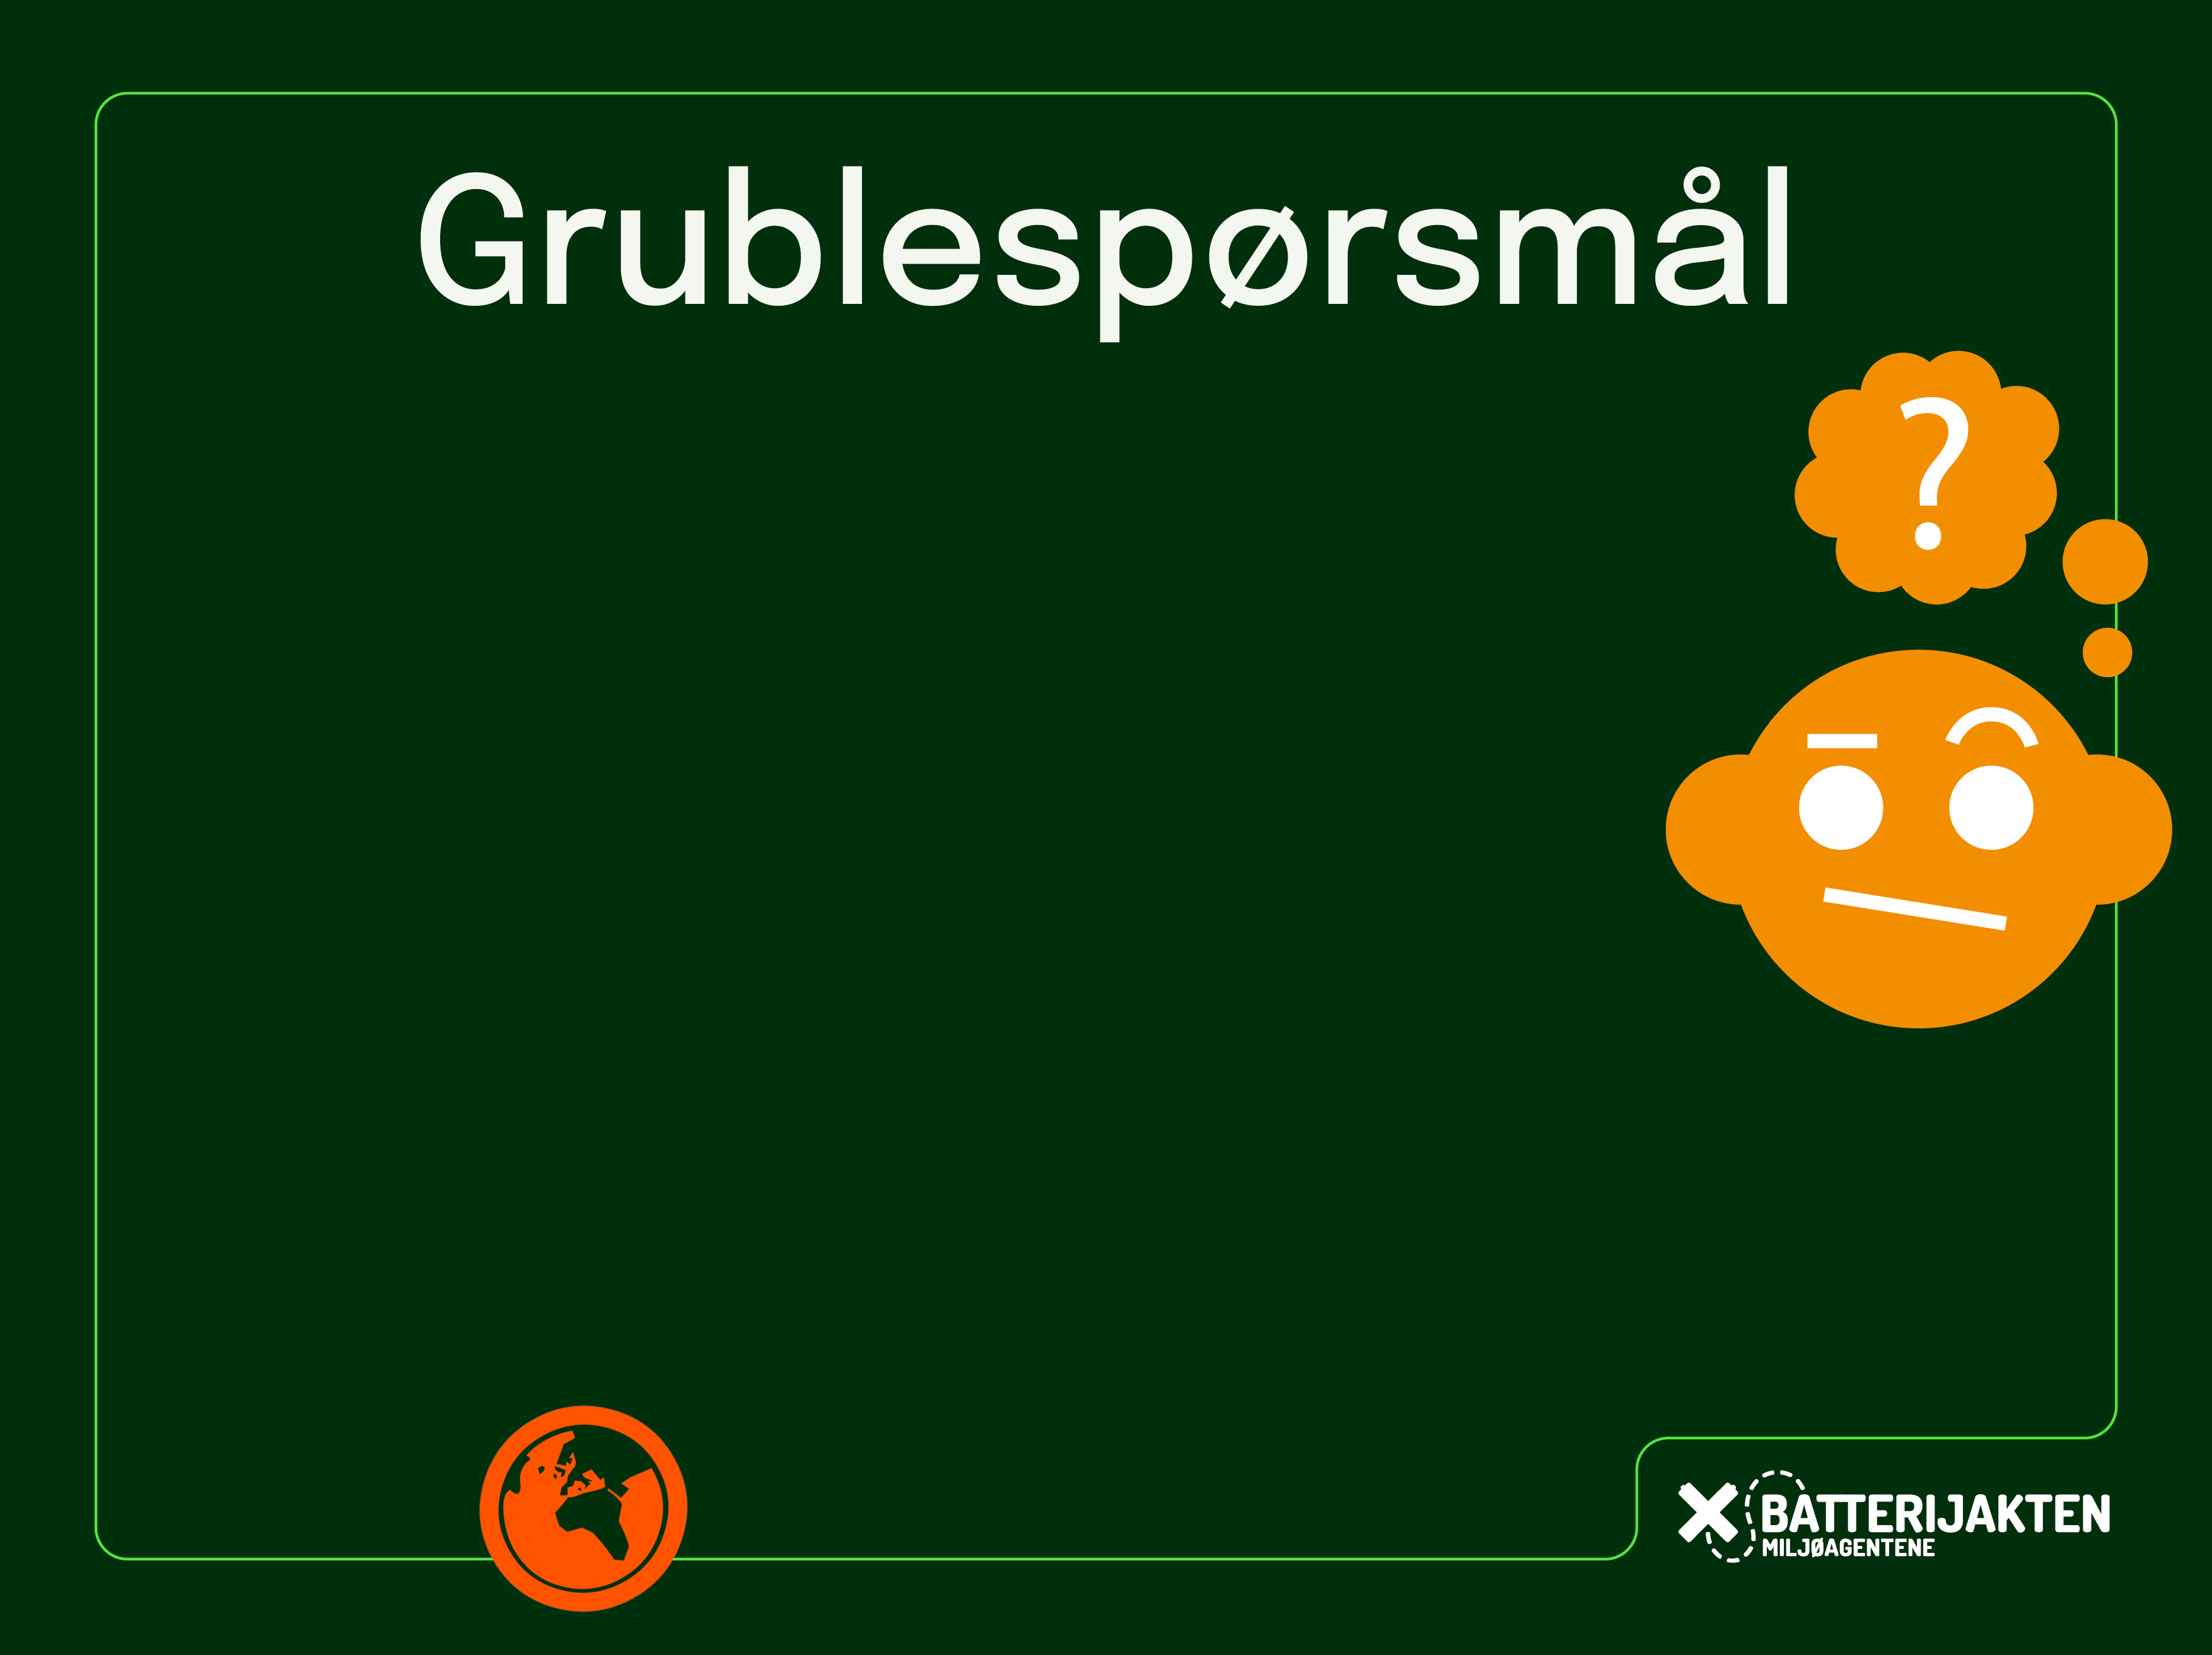 Grublespørsmål
?
BATTERIJAKTEN
MILJØAGENTENE